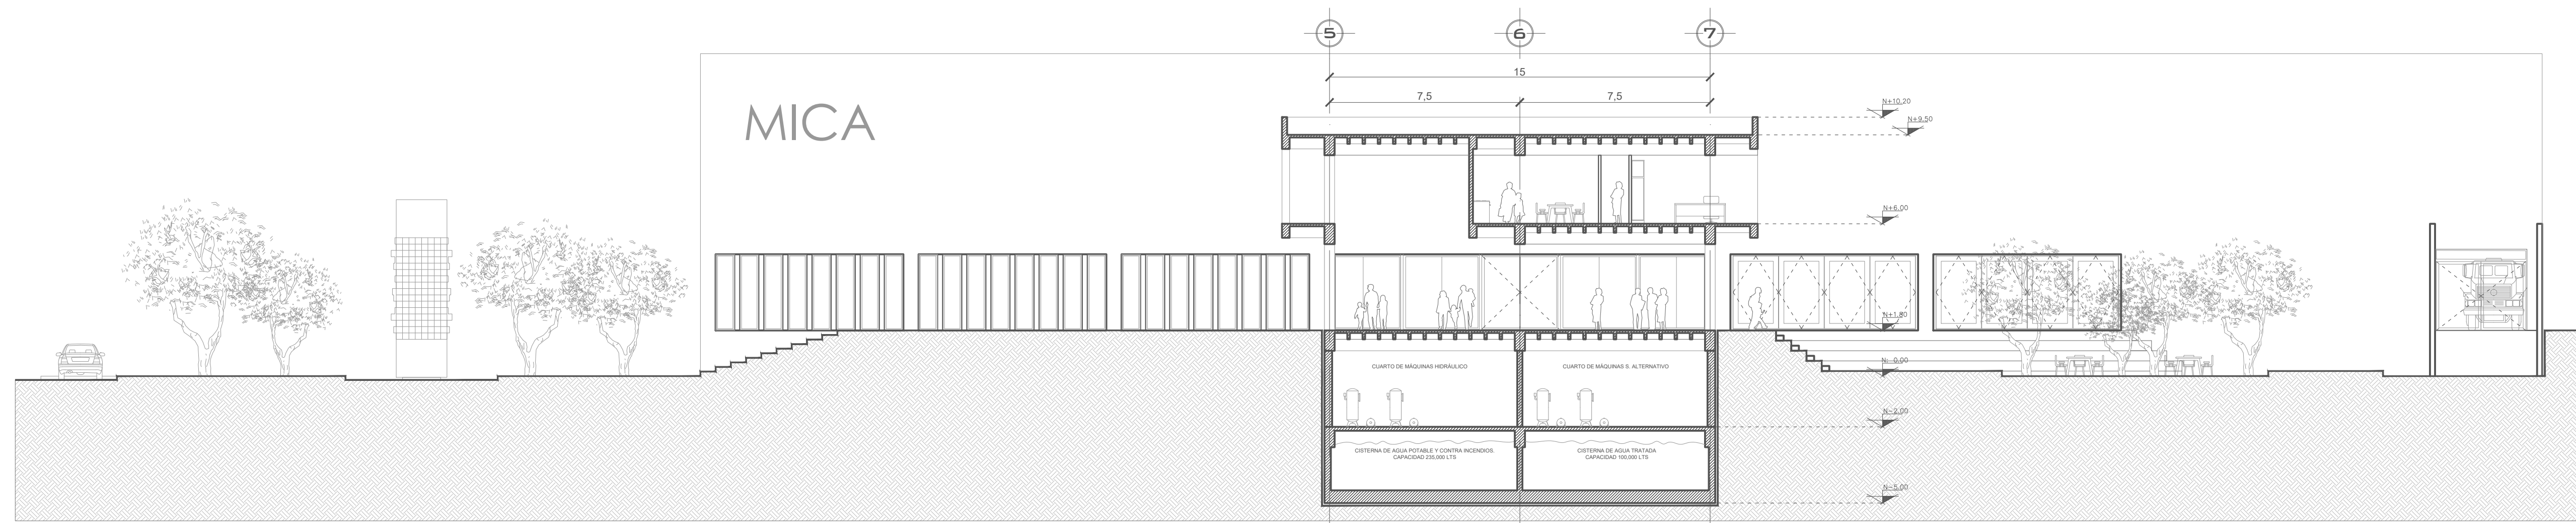 5
6
7
15
7,5
7,5
MICA
N+10.20
N+9.50
N+6.00
N+1.80
N- 0.00
CUARTO DE MÁQUINAS HIDRÁULICO
CUARTO DE MÁQUINAS S. ALTERNATIVO
N-2.00
CISTERNA DE AGUA POTABLE Y CONTRA INCENDIOS.
CAPACIDAD 235,000 LTS
CISTERNA DE AGUA TRATADA
CAPACIDAD 100,000 LTS
N-5.00